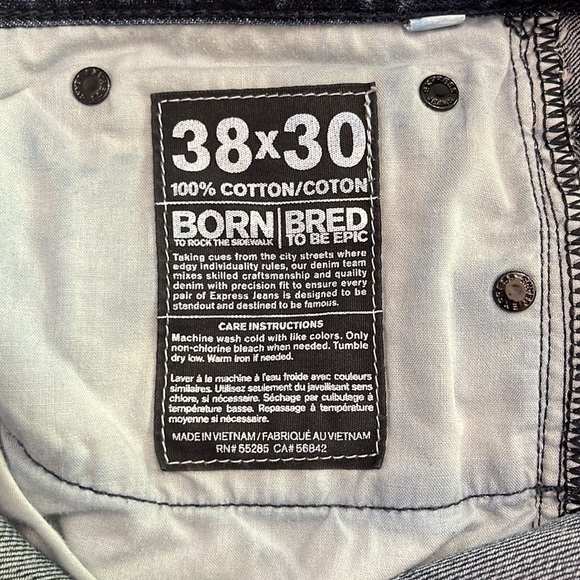 38x30
100% COTTON/COTON
BORN | BRED
TO ROCK THE SIDEWALK TO BE EPIC
Taking cues from the city streets where
edgy individuality rules, our denim team
mixes skilled craftsmanship and quality
denim with precision fit to ensure every
pair of Express Jeans is designed to be
standout and destined to be famous.
CARE INSTRUCTIONS
Machine wash cold with like colors. Only
non-chlorine bleach when needed. Tumble
dry low. Warm iron if needed.
Laver à la machine à l'eau froide avec couleurs
similaires. Utilisez seulement du javellisant sens
chlore, si nécessaire. Séchage par culbutage à
température basse. Repassage à température
moyenne si nécessaire.
MADE IN VIETNAM / FABRIQUÉ AU VIETNAM
RN# 55285 CA# 56842